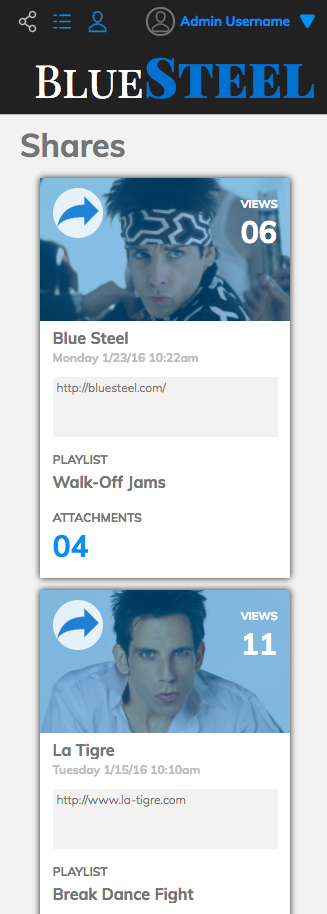 Admin Username
BLUESTEEL
Shares
VIEWS
06
Blue Steel
Monday 1/23/16 10:22am
http://bluesteel.com/
PLAYLIST
Walk-Off Jams
ATTACHMENTS
04
VIEWS
11
La Tigre
Tuesday 1/15/16 10:10am
http://www.la-tigre.com
PLAYLIST
Break Dance Fight